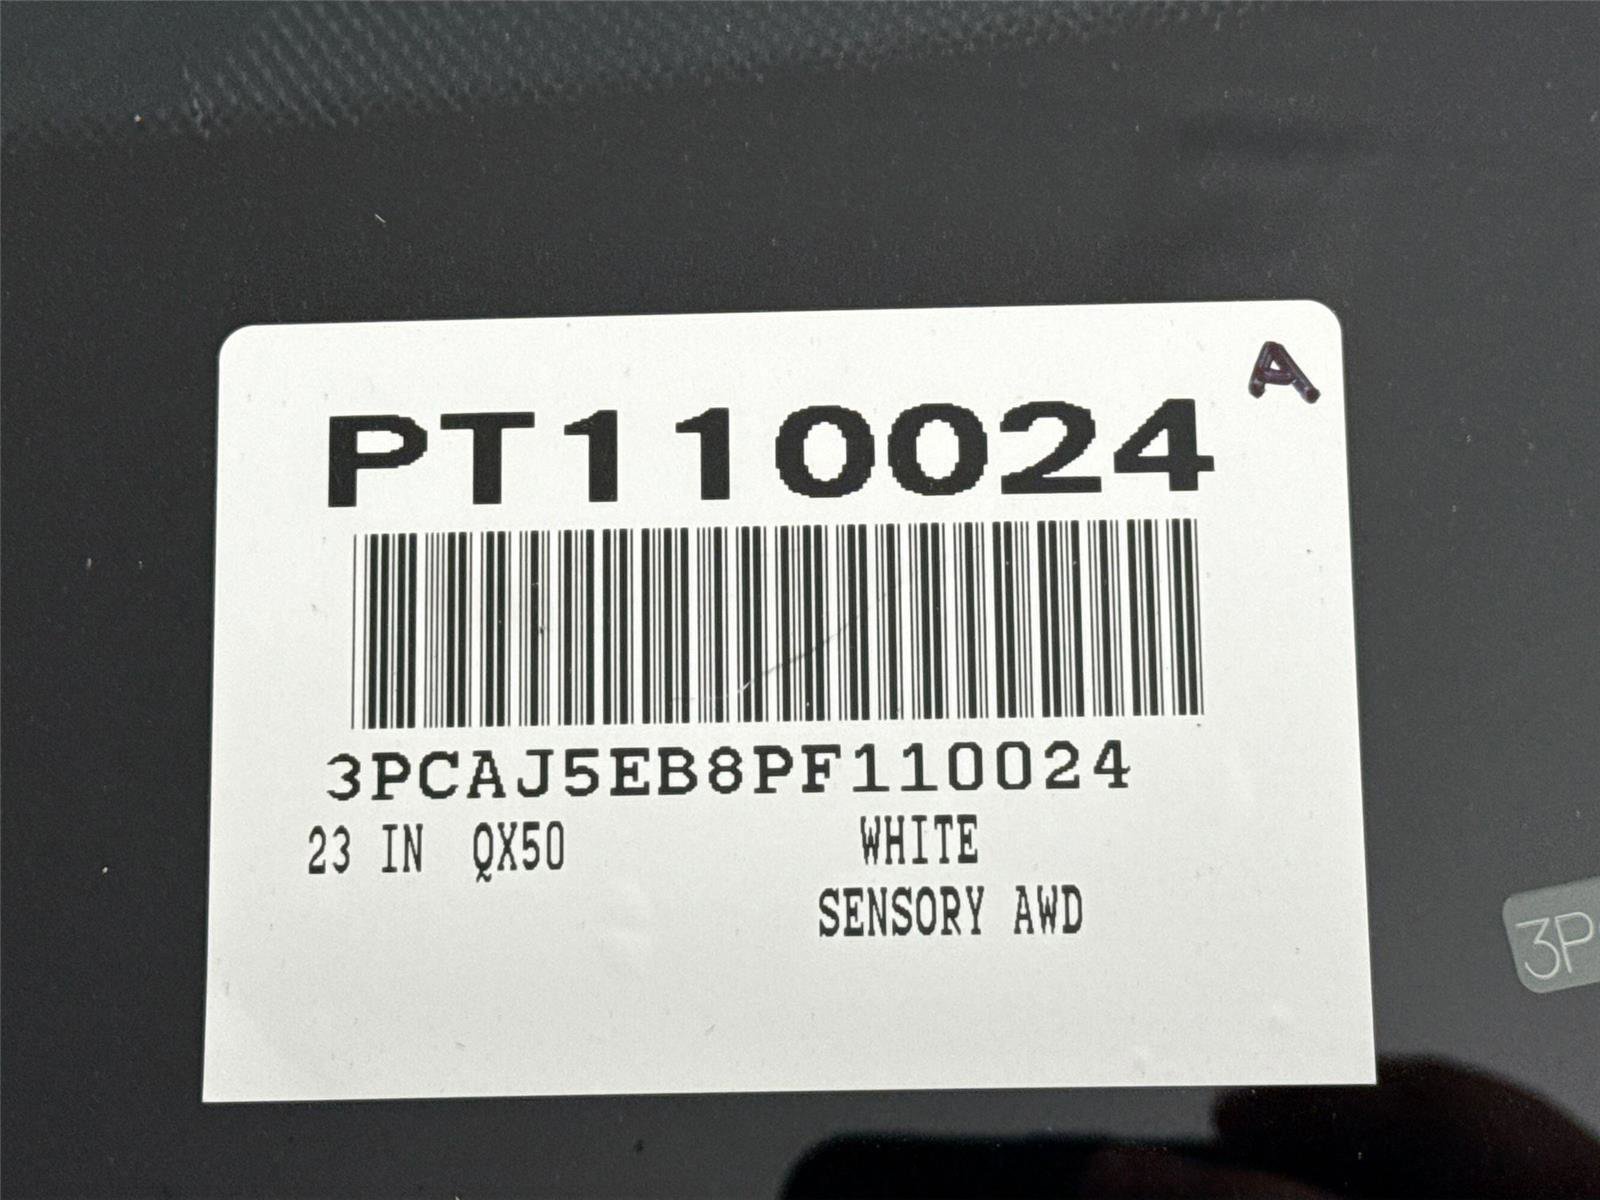 A
PT110024
3PCAJ5EB8PF110024
23 IN QX50 WHITE
SENSORY AWD
3P